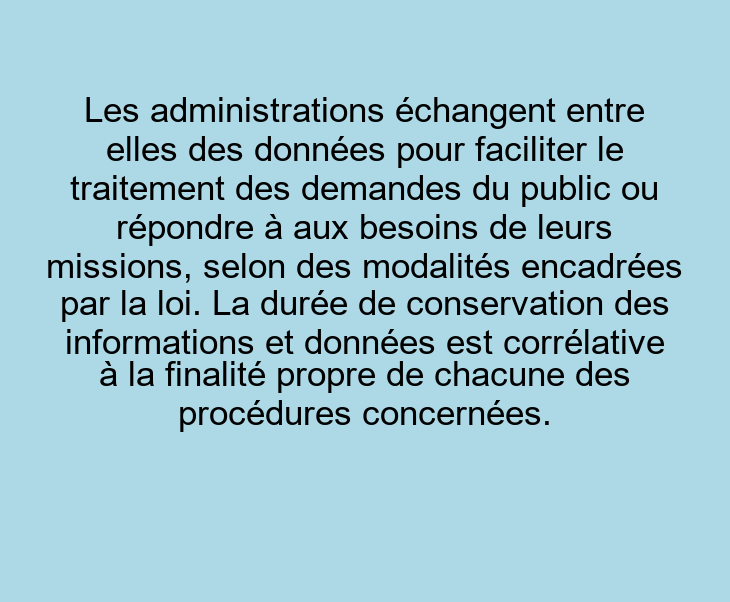 Les administrations échangent entre
elles des données pour faciliter le
traitement des demandes du public ou
répondre à aux besoins de leurs
missions, selon des modalités encadrées
par la loi. La durée de conservation des
informations et données est corrélative
à la finalité propre de chacune des
procédures concernées.